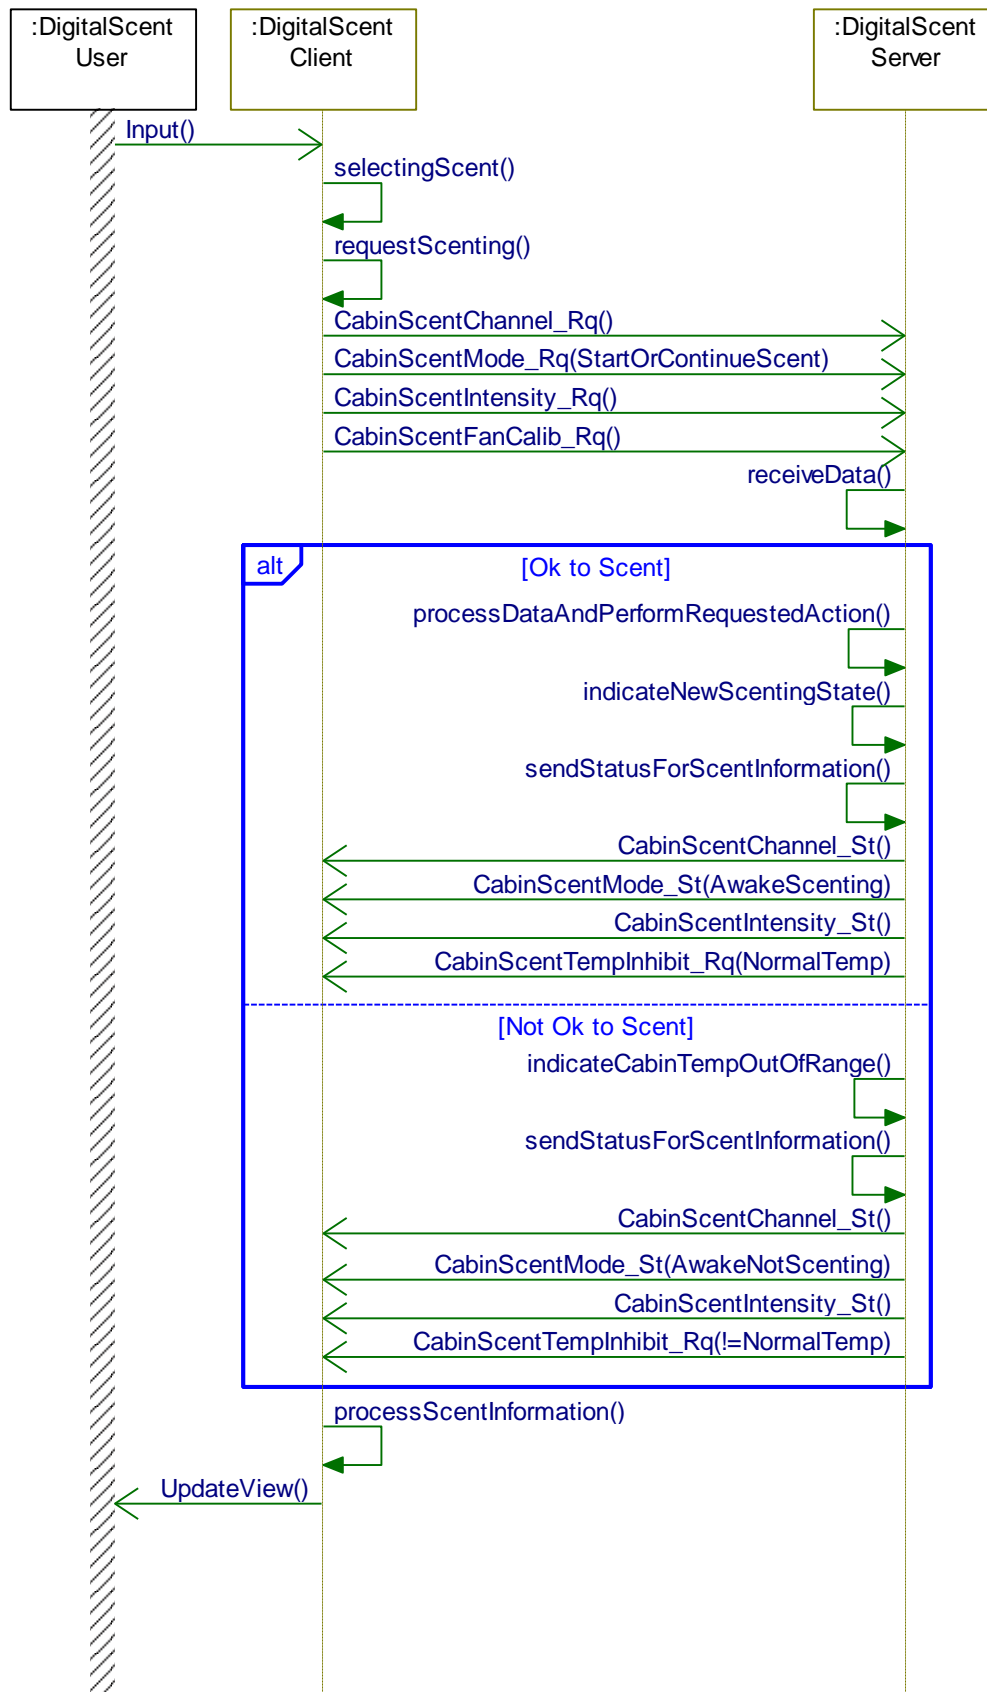 :DigitalScent
User
:DigitalScent
Client
:DigitalScent
Server
Input()
selectingScent()
requestScenting()
CabinScentChannel_Rq()
CabinScentMode_Rq(StartOrContinueScent)
CabinScentIntensity_Rq()
CabinScentFanCalib_Rq()
receiveData()
alt
[Ok to Scent]
processDataAndPerformRequestedAction()
indicateNewScentingState()
sendStatusForScentInformation()
CabinScentChannel_St()
CabinScentMode_St(AwakeScenting)
CabinScentIntensity_St()
CabinScentTempInhibit_Rq(NormalTemp)
[Not Ok to Scent]
indicateCabinTempOutOfRange()
sendStatusForScentInformation()
CabinScentChannel_St()
CabinScentMode_St(AwakeNotScenting)
CabinScentIntensity_St()
CabinScentTempInhibit_Rq(!=NormalTemp)
processScentInformation()
UpdateView()